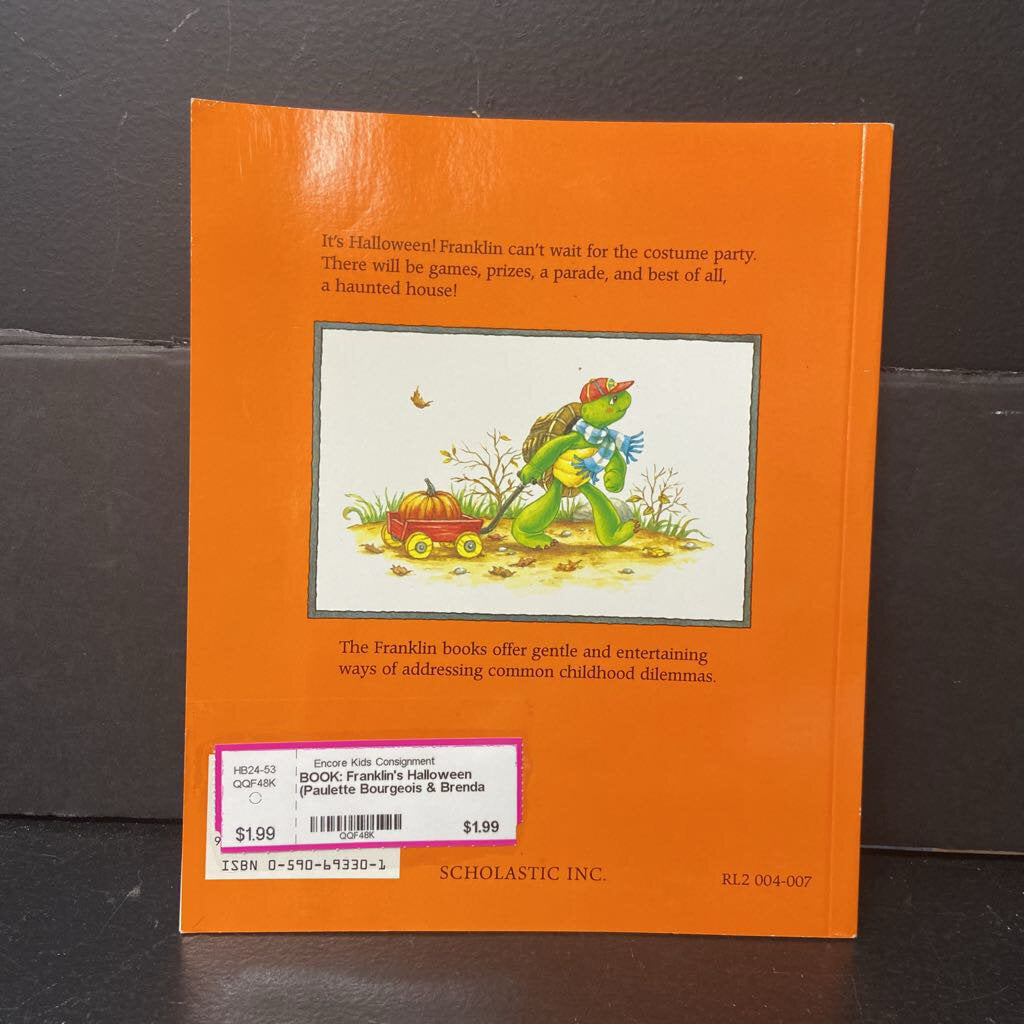 It's Halloween! Franklin can't wait for the costume party.
There will be games, prizes, a parade, and best of all,
a haunted house!
The Franklin books offer gentle and entertaining
ways of addressing common childhood dilemmas.
HB24-53
QQF48K
$1.99
Encore Kids Consignment
BOOK: Franklin's Halloween
(Paulette Bourgeois & Brenda
QQF48K
$1.99
9
ISBN 0-590-69330-1
SCHOLASTIC INC.
RL2 004-007